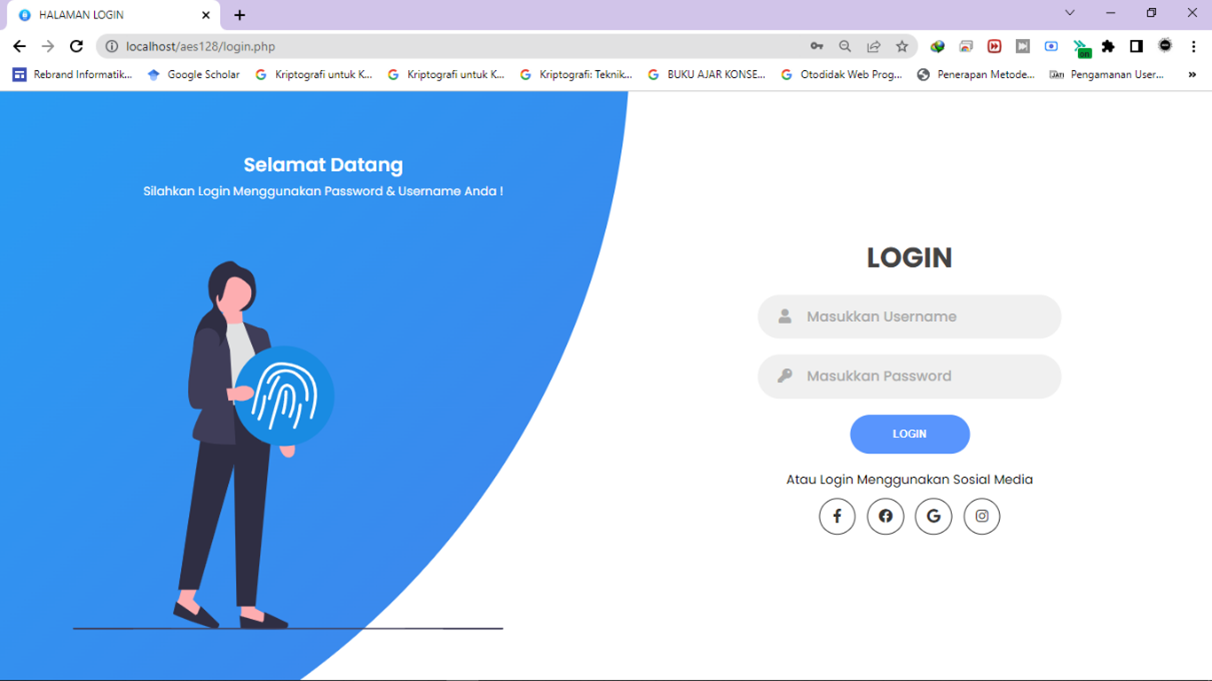 HALAMAN LOGIN
localhost/aes128/login.php
Rebrand Informatik... Google Scholar Kriptografi untuk K... Kriptografi untuk K... Kriptografi: Teknik... BUKU AJAR KONSE... Otodidak Web Prog... Penerapan Metode... Pengamanan User...
Selamat Datang
Silahkan Login Menggunakan Password & Username Anda !
LOGIN
Masukkan Username
Masukkan Password
LOGIN
Atau Login Menggunakan Sosial Media